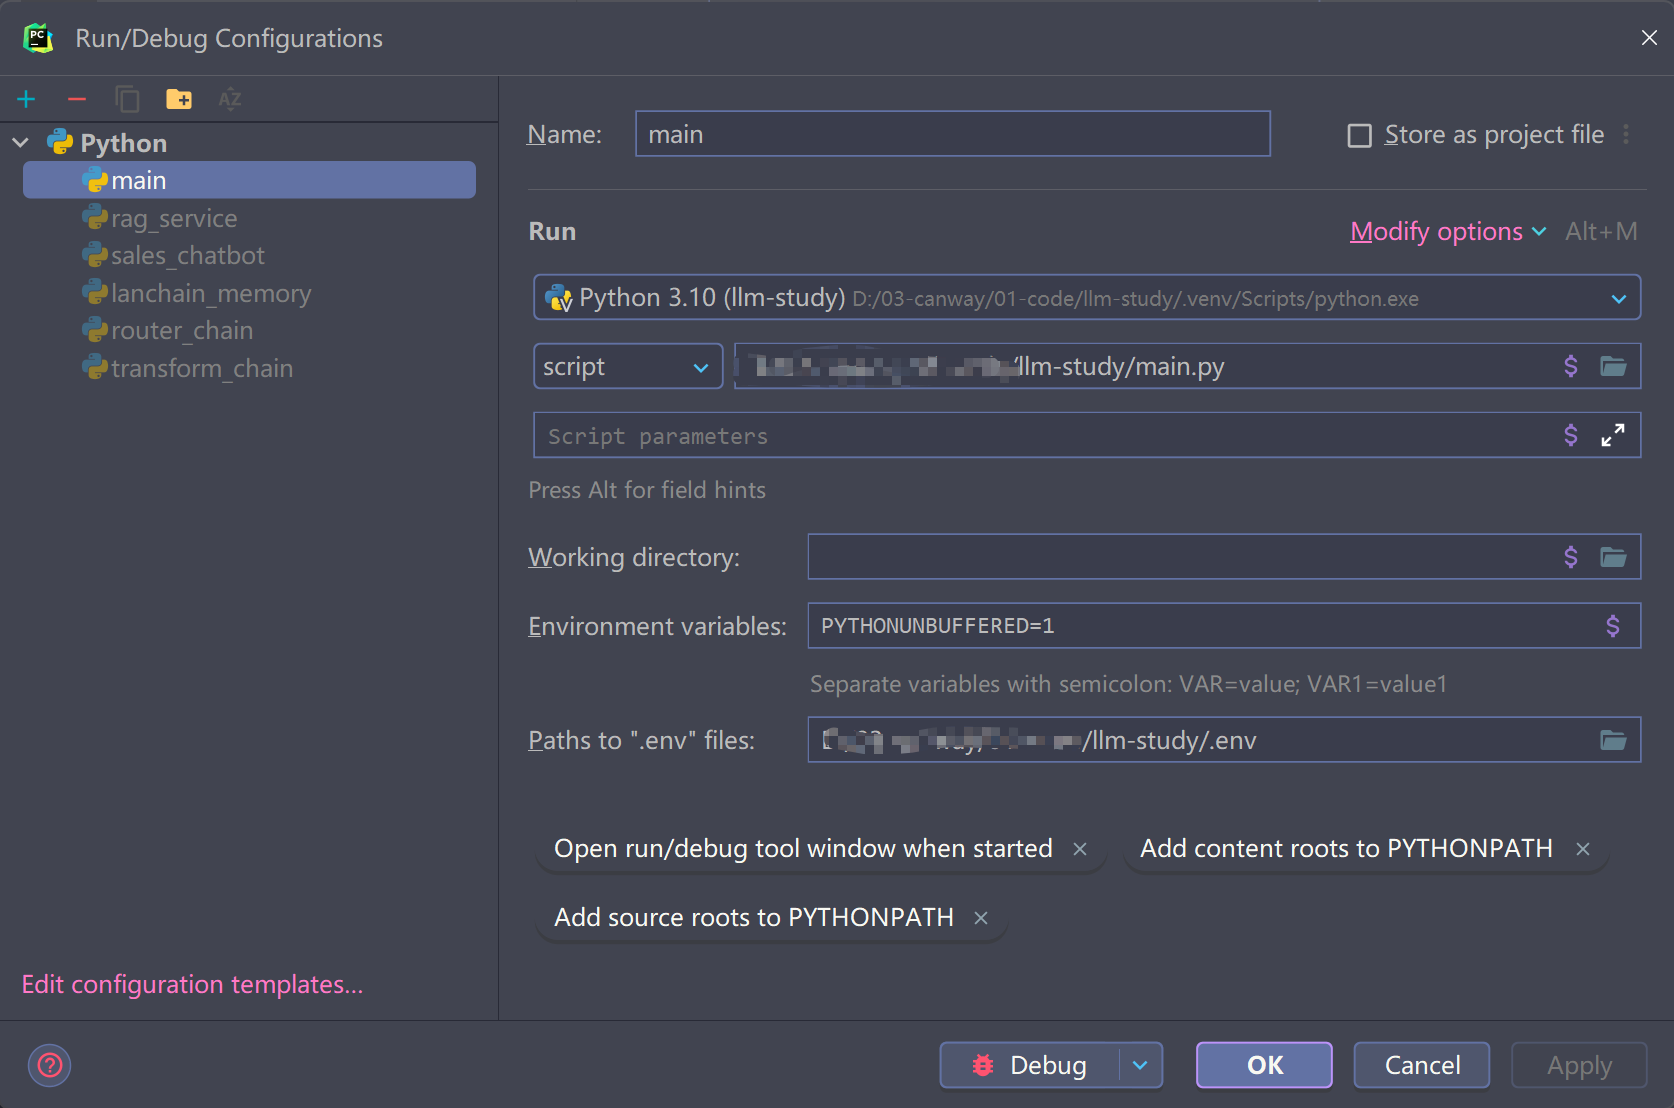 PC
Run/Debug Configurations
AZ
Python
main
rag_service
sales_chatbot
lanchain_memory
router_chain
transform_chain
Edit configuration templates...
Name:
main
Store as project file
Run
Modify options
Alt+M
Python 3.10 (llm-study) D:/03-canway/01-code/llm-study/.venv/Scripts/python.exe
script
/llm-study/main.py
$
Script parameters
$
Press Alt for field hints
Working directory:
$
Environment variables:
PYTHONUNBUFFERED=1
$
Separate variables with semicolon: VAR=value; VAR1=value1
Paths to ".env" files:
/llm-study/.env
Open run/debug tool window when started
Add content roots to PYTHONPATH
Add source roots to PYTHONPATH
?
Debug
OK
Cancel
Apply